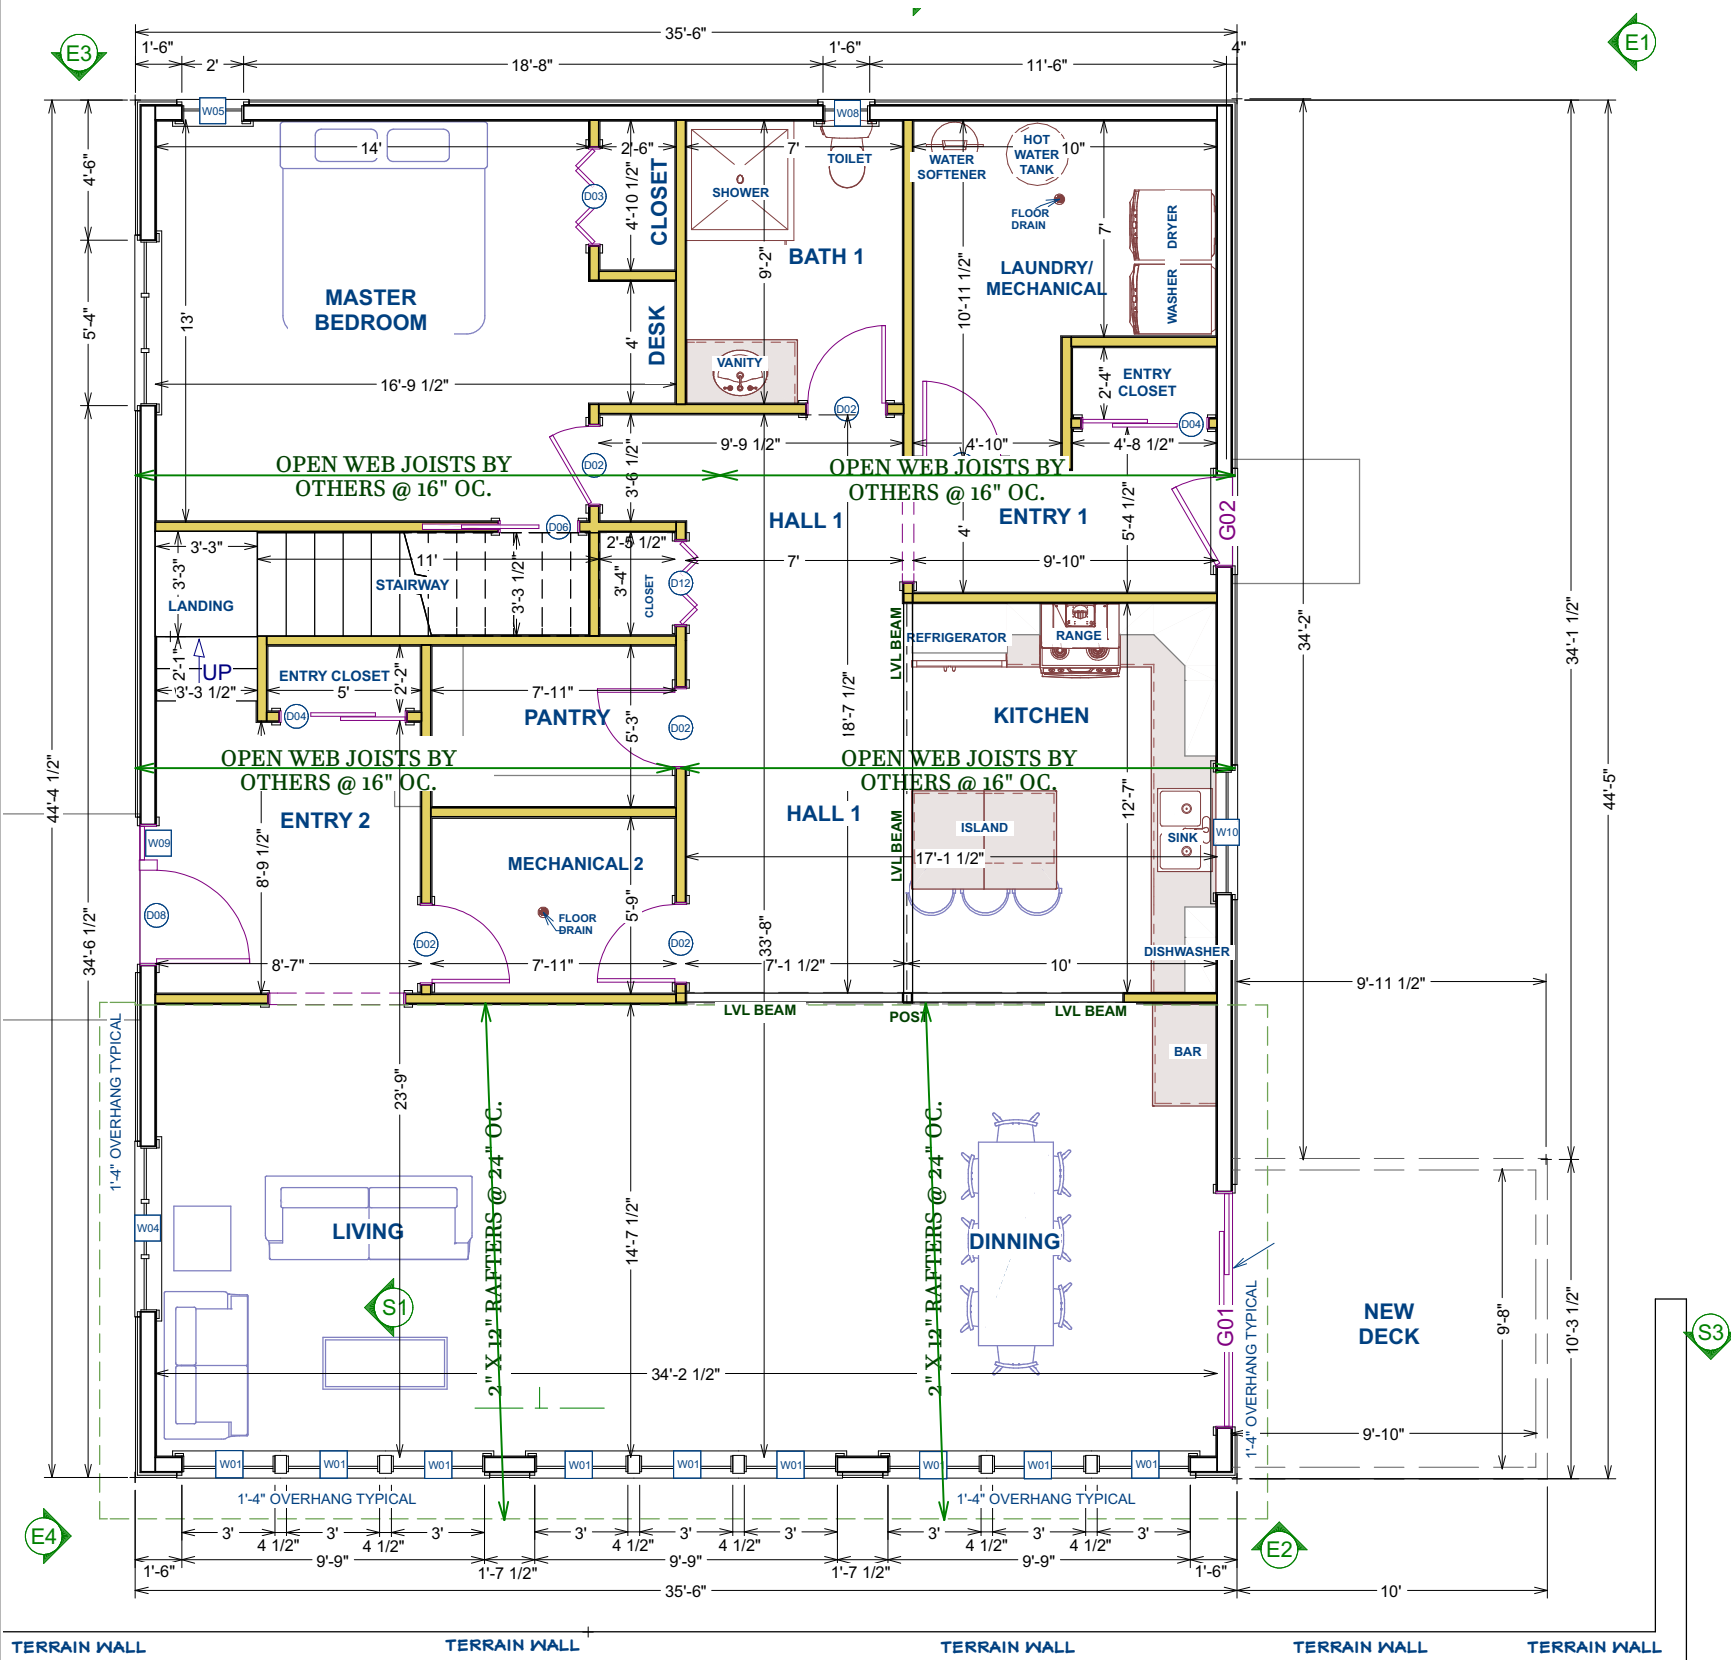 35'-6"
E3
E1
1'-6"
1'-6"
4"
2'
18'-8"
11'-6"
W05
W08
14'
2'-6"
7'
10"
TOILET
WATER
SOFTENER
HOT
WATER
TANK
4'-6"
D03
4'-10 1/2"
CLOSET
SHOWER
FLOOR
DRAIN
7'
DRYER
BATH 1
9'-2"
10'-11 1/2"
LAUNDRY/
MECHANICAL
WASHER
MASTER
BEDROOM
13'
5'-4"
4'
DESK
VANITY
16'-9 1/2"
ENTRY
CLOSET
2'-4"
D02
D04
9'-9 1/2"
4'-10"
4'-8 1/2"
OPEN WEB JOISTS BY
OTHERS @ 16" OC.
D02
3'-6 1/2"
OPEN WEB JOISTS BY
OTHERS @ 16" OC.
HALL 1
ENTRY 1
4'
5'-4 1/2"
G02
D06
3'-3"
11'
2'-5 1/2"
7'
9'-10"
3'-3"
STAIRWAY
3'-3 1/2"
3'-4"
CLOSET
D12
LANDING
34'-2"
34'-1 1/2"
LVL BEAM
REFRIGERATOR
RANGE
2'-1"
UP
3'-3 1/2"
ENTRY CLOSET
5'
2'-2"
7'-11"
D04
PANTRY
5'-3"
D02
18'-7 1/2"
KITCHEN
OPEN WEB JOISTS BY
OTHERS @ 16" OC.
OPEN WEB JOISTS BY
OTHERS @ 16" OC.
44'-4 1/2"
44'-5"
12'-7"
ENTRY 2
HALL 1
ISLAND
SINK
W10
W09
8'-9 1/2"
MECHANICAL 2
LVL BEAM
17'-1 1/2"
D08
5'-9"
FLOOR
DRAIN
34'-6 1/2"
33'-8"
D02
D02
DISHWASHER
8'-7"
7'-11"
7'-1 1/2"
10'
9'-11 1/2"
LVL BEAM
POST
LVL BEAM
BAR
1'-4" OVERHANG TYPICAL
23'-9"
2" X 12" RAFTERS @ 24" OC.
2" X 12" RAFTERS @ 24" OC.
14'-7 1/2"
W04
LIVING
DINNING
S1
G01
1'-4" OVERHANG TYPICAL
NEW
DECK
9'-8"
10'-3 1/2"
S3
34'-2 1/2"
9'-10"
W01
W01
W01
W01
W01
W01
W01
W01
W01
1'-4" OVERHANG TYPICAL
1'-4" OVERHANG TYPICAL
E4
E2
3'
3'
3'
3'
3'
3'
3'
3'
3'
4 1/2"
4 1/2"
4 1/2"
4 1/2"
4 1/2"
4 1/2"
1'-6"
9'-9"
1'-7 1/2"
9'-9"
1'-7 1/2"
9'-9"
1'-6"
35'-6"
10'
TERRAIN WALL
TERRAIN WALL
TERRAIN WALL
TERRAIN WALL
TERRAIN WALL